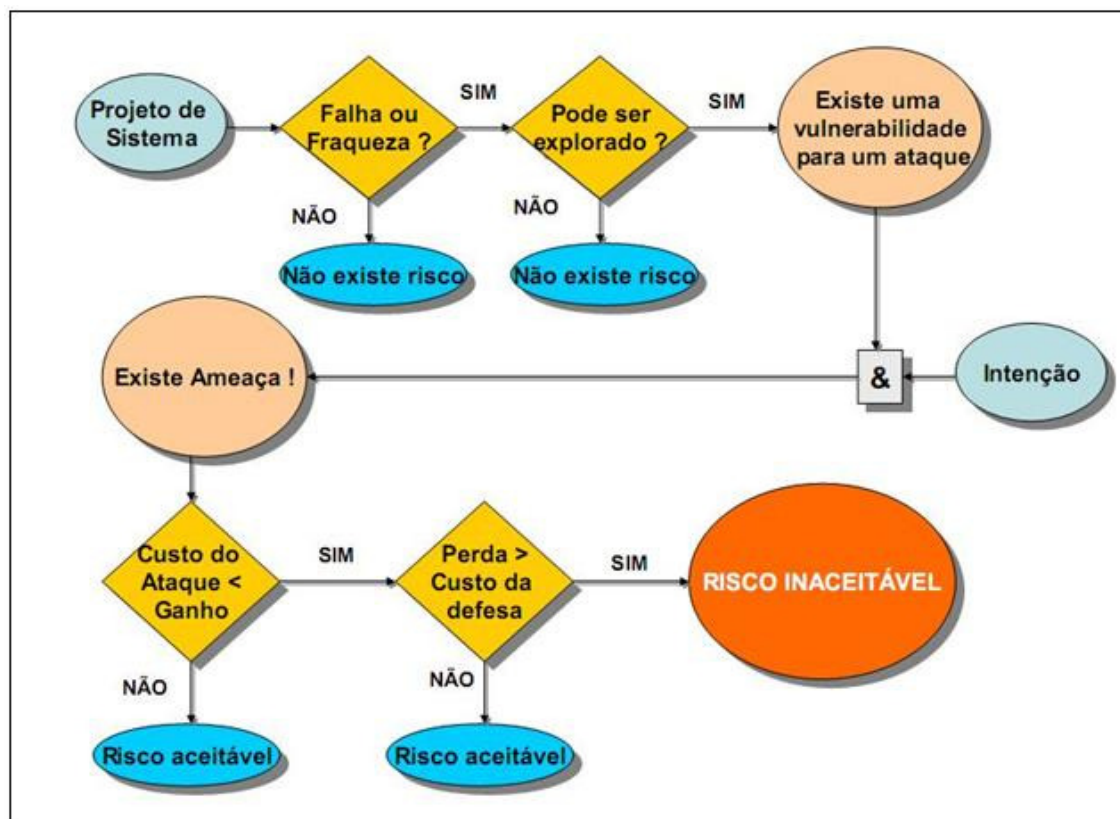 Projeto de
Sistema
Falha ou
Fraqueza ?
SIM
Pode ser
explorado ?
SIM
Existe uma
vulnerabilidade
para um ataque
NÃO
Não existe risco
NÃO
Não existe risco
Existe Ameaça !
&
Intenção
Custo do
Ataque <
Ganho
SIM
Perda >
Custo da
defesa
SIM
RISCO INACEITÁVEL
NÃO
Risco aceitável
NÃO
Risco aceitável